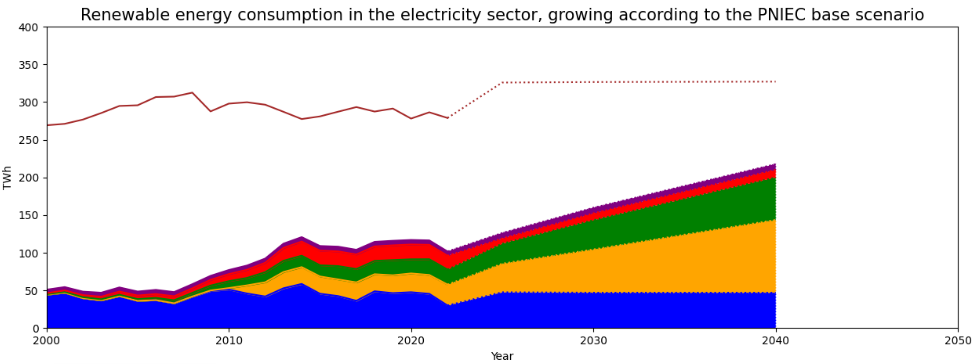 Renewable energy consumption in the electricity sector, growing according to the PNIEC base scenario
400
350
300
250
200
150
100
50
0
TWh
2000 2010 2020 2030 2040 2050
Year